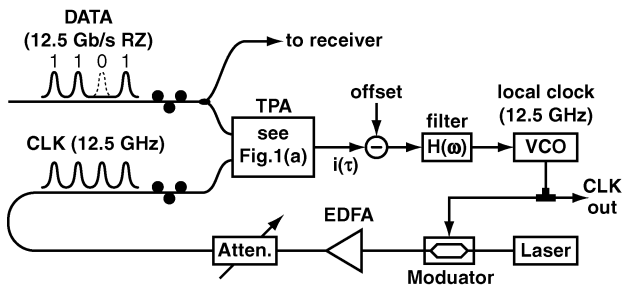 DATA
(12.5 Gb/s RZ)
1 1 0 1
to receiver
TPA
see
Fig.1(a)
CLK (12.5 GHz)
i(τ)
offset
−
filter
H(ω)
local clock
(12.5 GHz)
VCO
CLK
out
EDFA
Atten.
Moduator
Laser